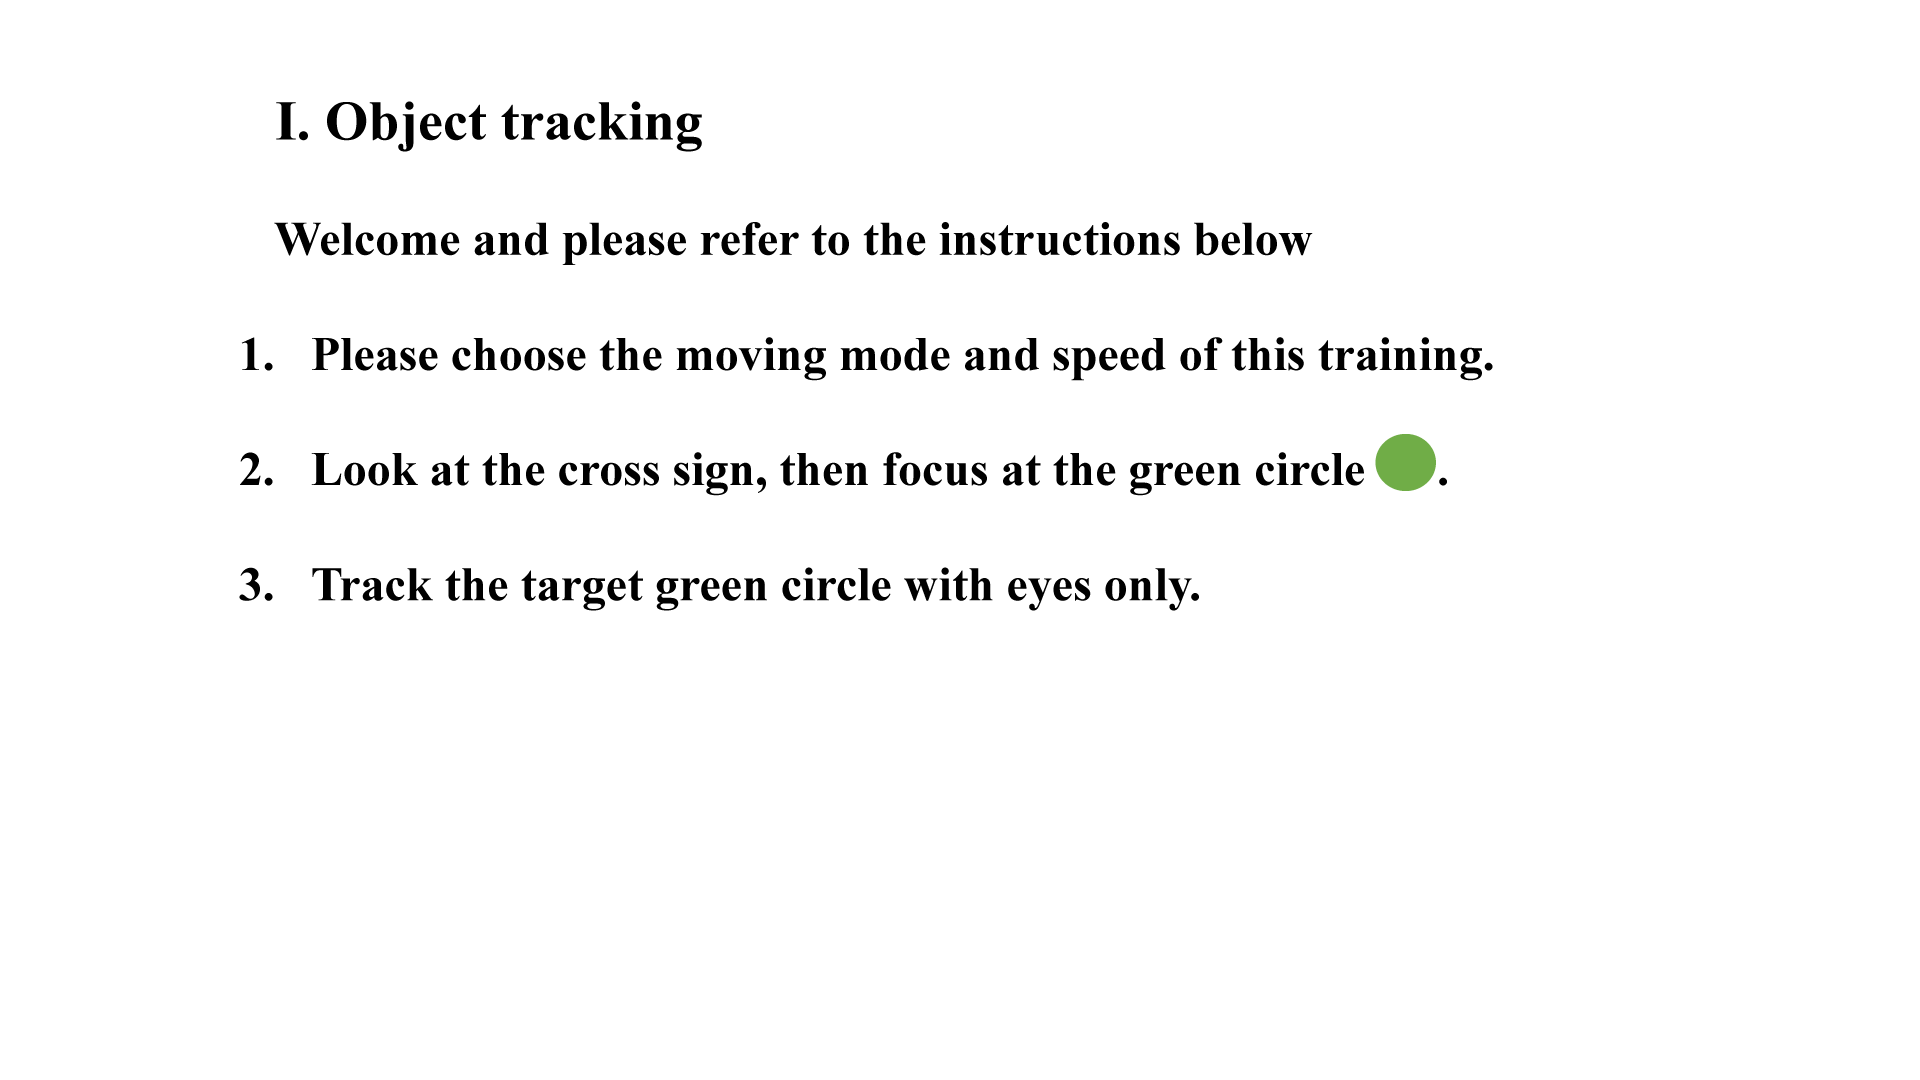 I. Object tracking
Welcome and please refer to the instructions below
1. Please choose the moving mode and speed of this training.
2. Look at the cross sign, then focus at the green circle .
3. Track the target green circle with eyes only.